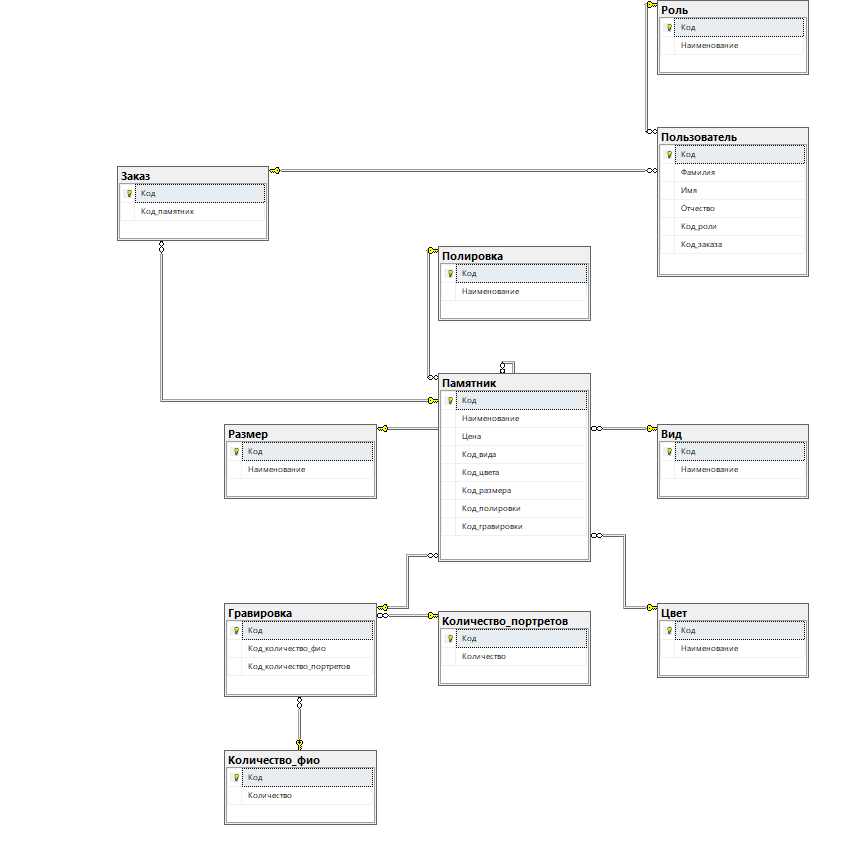 Роль
Код
Наименование
Пользователь
Код
Фамилия
Имя
Отчество
Код_роли
Код_заказа
Заказ
Код
Код_памятник
Полировка
Код
Наименование
Памятник
Код
Наименование
Цена
Код_вида
Код_цвета
Код_размера
Код_полировки
Код_гравировки
Размер
Код
Наименование
Вид
Код
Наименование
Гравировка
Код
Код_количество_фио
Код_количество_портретов
Количество_портретов
Код
Количество
Цвет
Код
Наименование
Количество_фио
Код
Количество